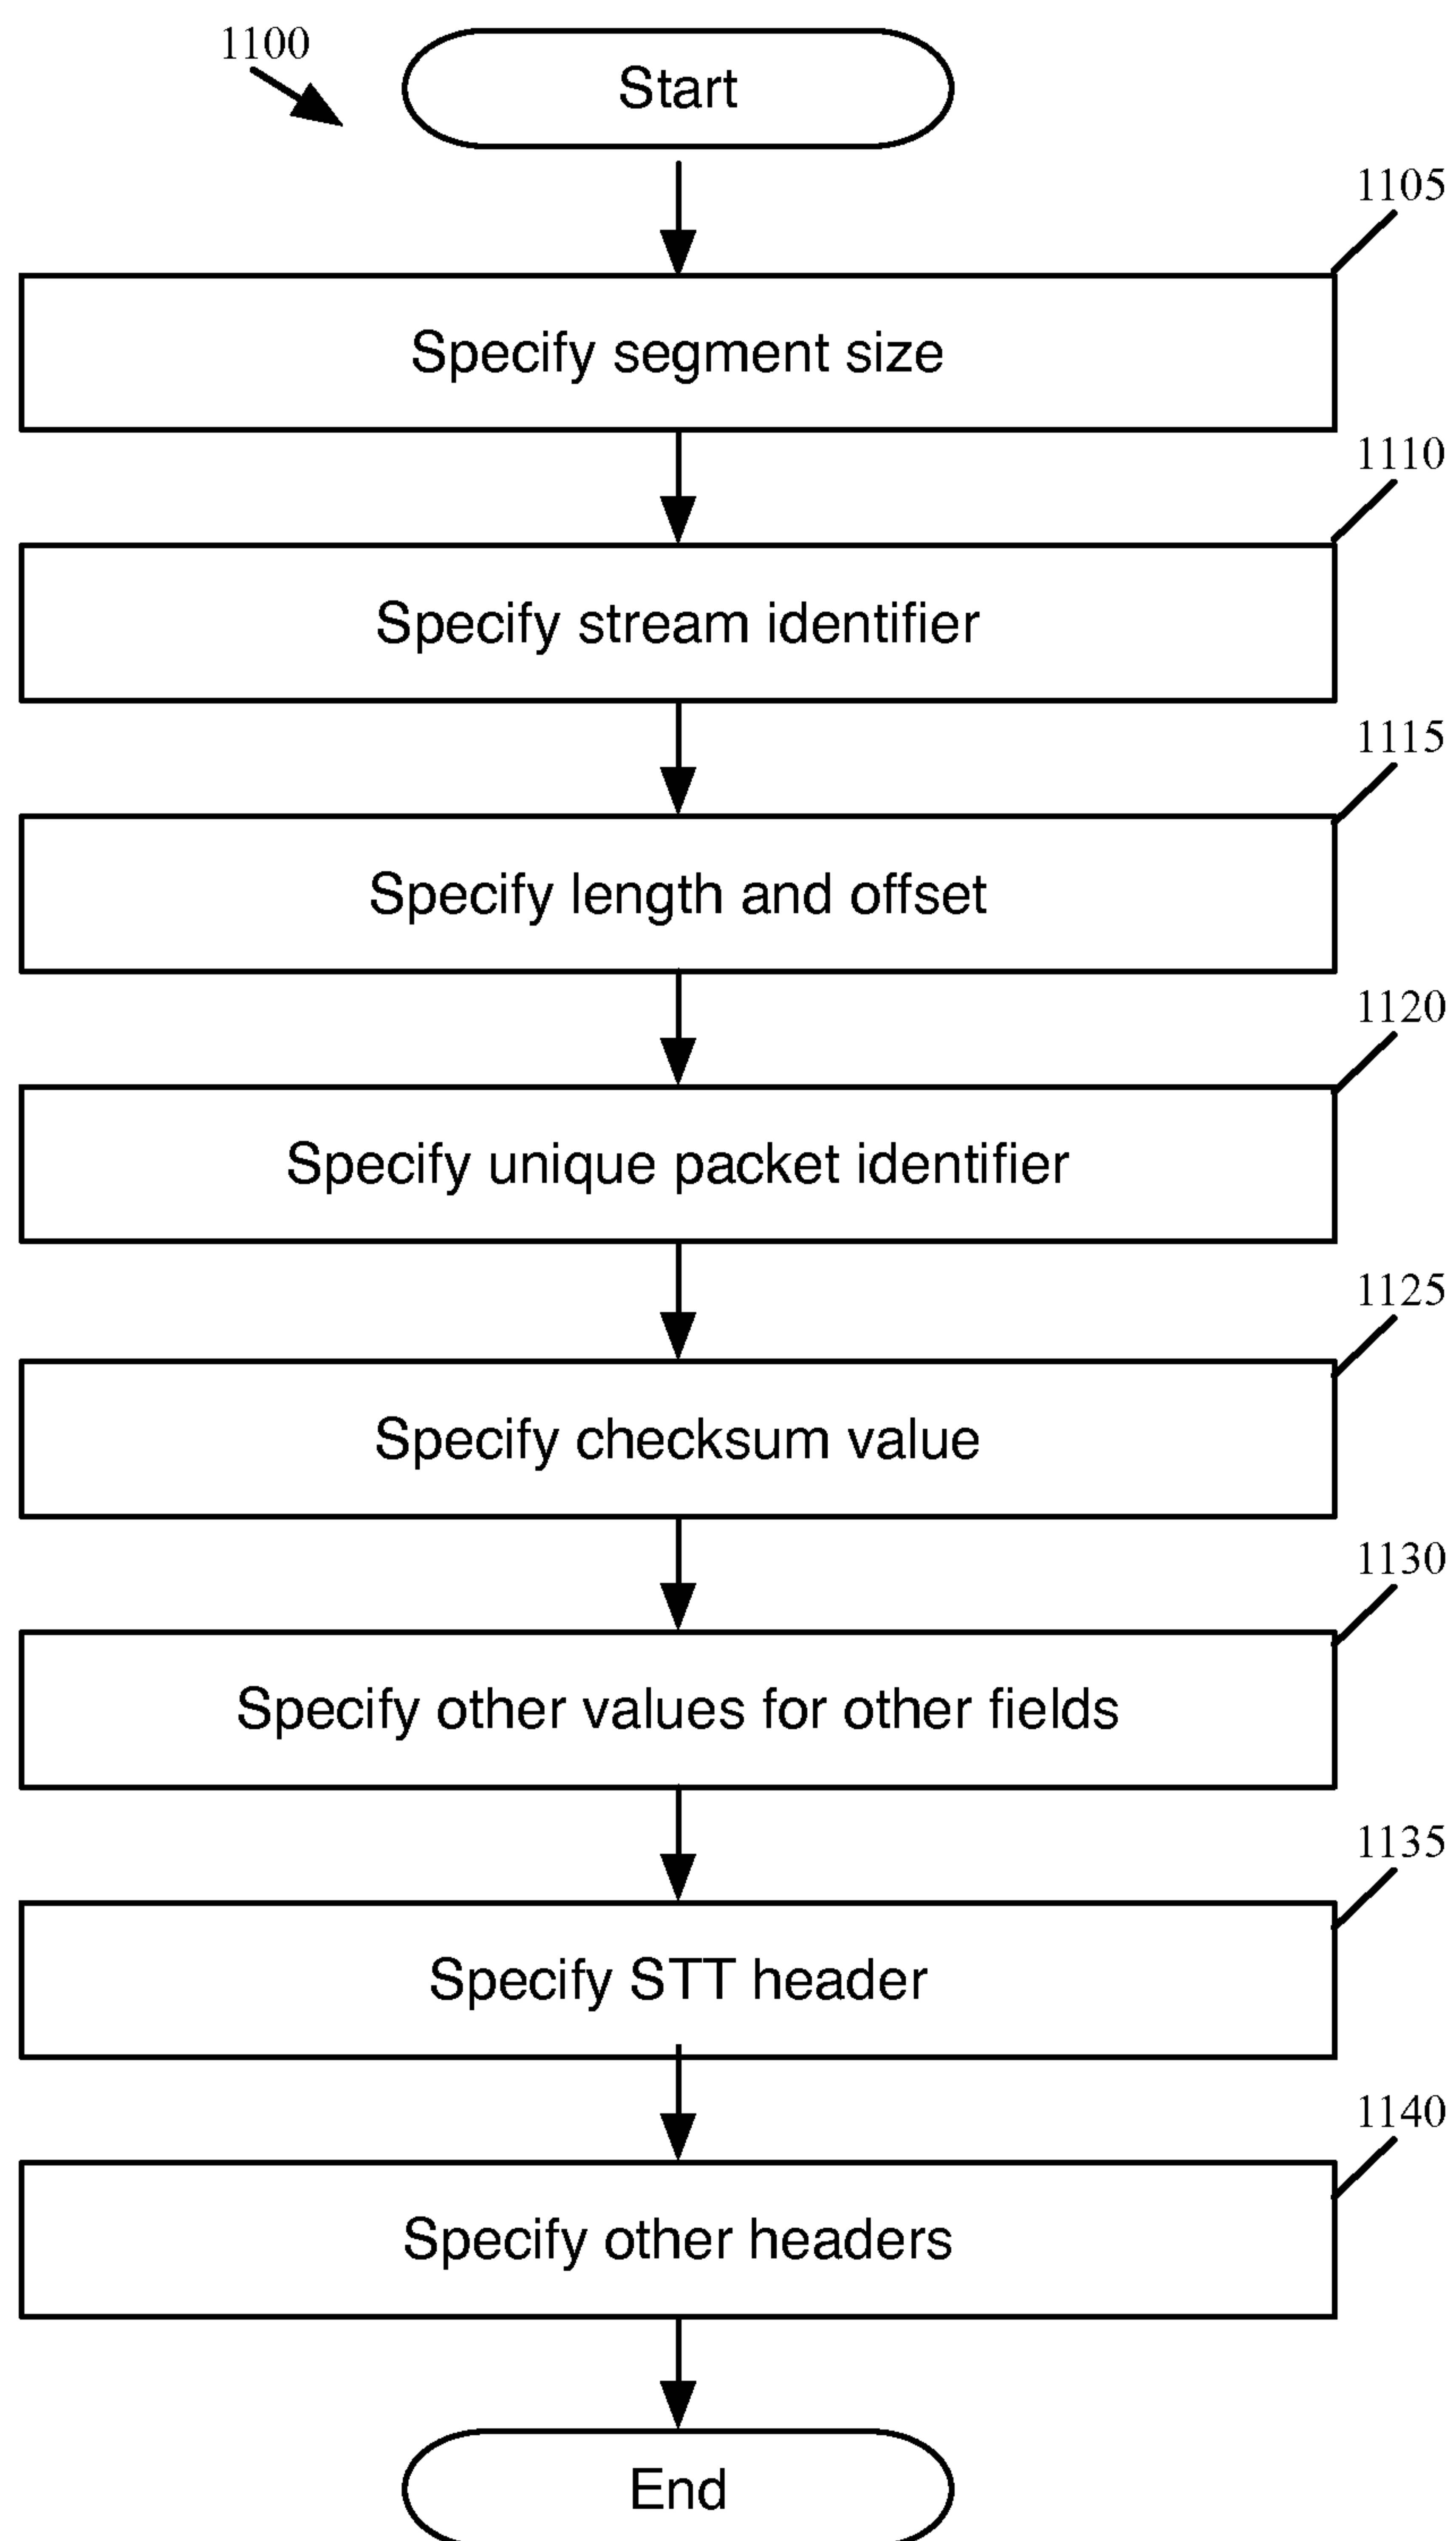 1100
Start
1105
Specify segment size
1110
Specify stream identifier
1115
Specify length and offset
1120
Specify unique packet identifier
1125
Specify checksum value
1130
Specify other values for other fields
1135
Specify STT header
1140
Specify other headers
End